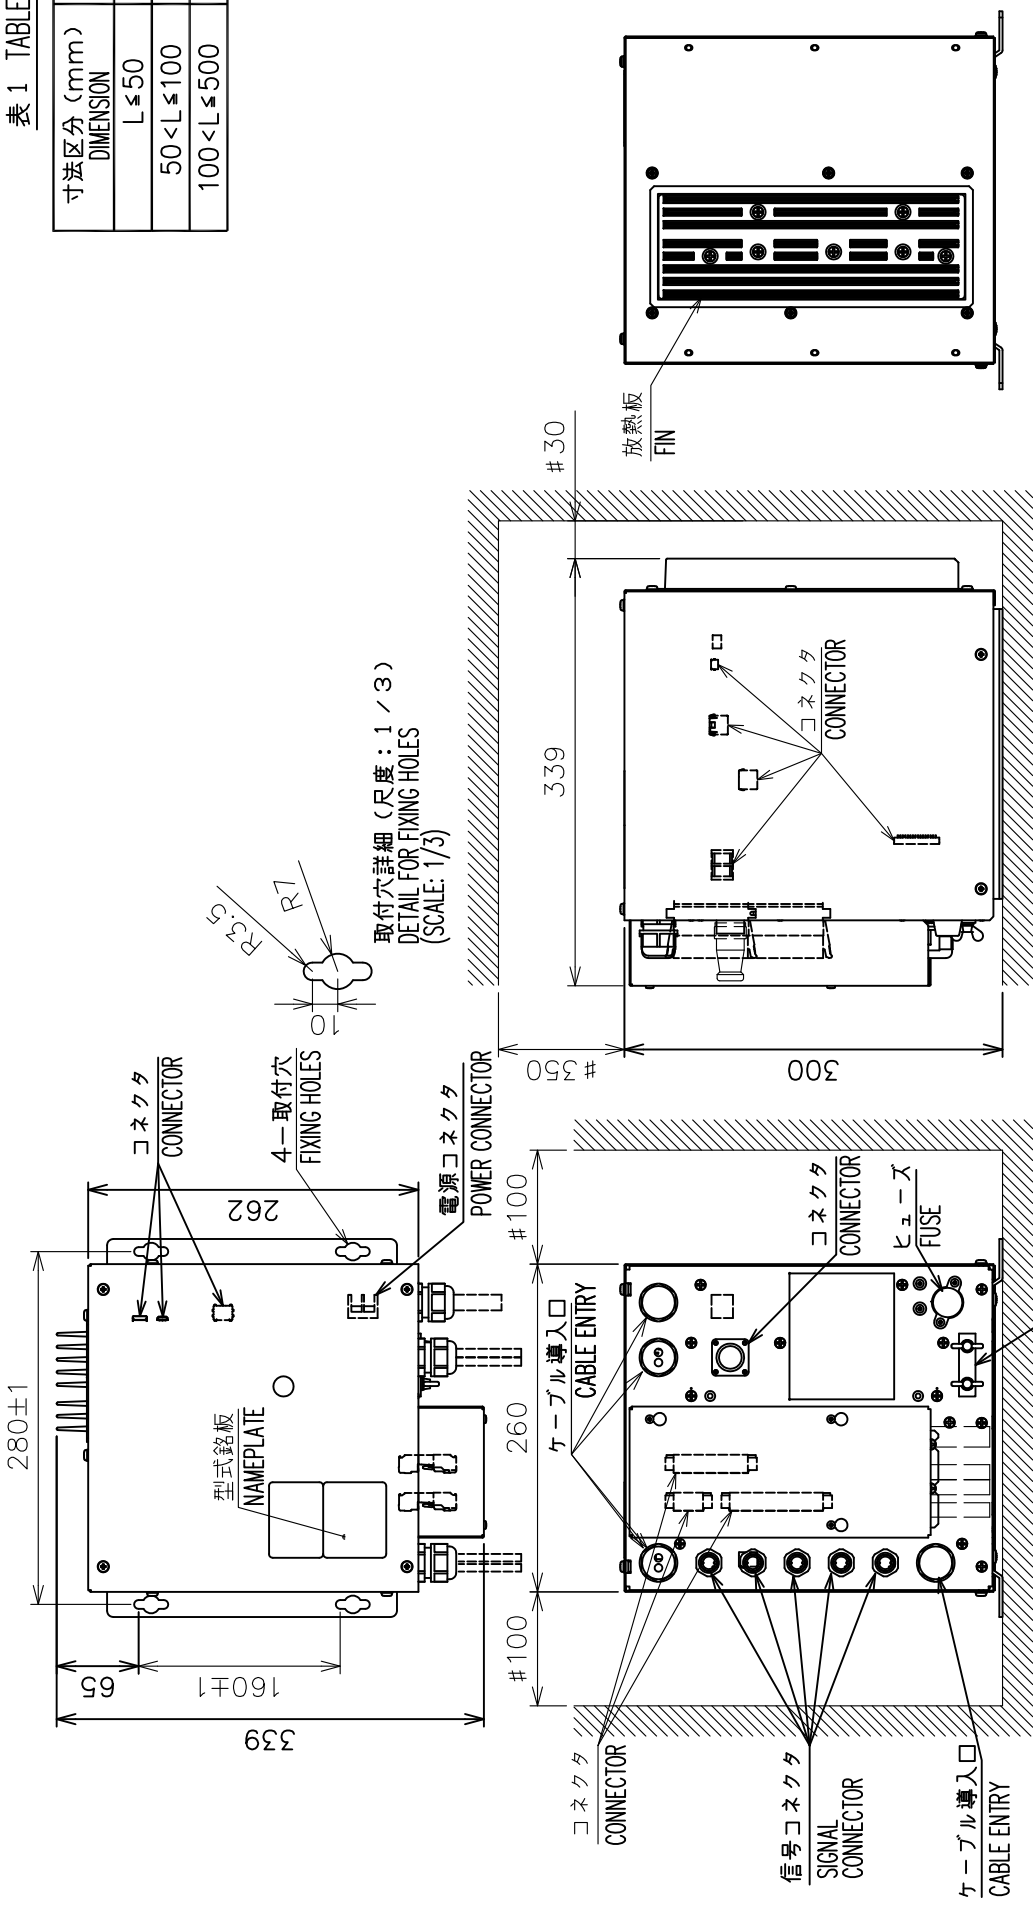 表1 TABLE
寸法区分 (mm)
DIMENSION
L≦50
50<L≦100
100<L≦500
280±1
65
160±1
339
262
型式銘板
NAMEPLATE
コネクタ
CONNECTOR
4－取付穴
FIXING HOLES
電源コネクタ
POWER CONNECTOR
R3.5
R7
10
取付穴詳細 (尺度：1／3)
DETAIL FOR FIXING HOLES
(SCALE: 1/3)
#100
260
#100
ケーブル導入口
CABLE ENTRY
コネクタ
CONNECTOR
ヒューズ
FUSE
コネクタ
CONNECTOR
信号コネクタ
SIGNAL
CONNECTOR
ケーブル導入口
CABLE ENTRY
#350
300
339
#30
コネクタ
CONNECTOR
放熱板
FIN